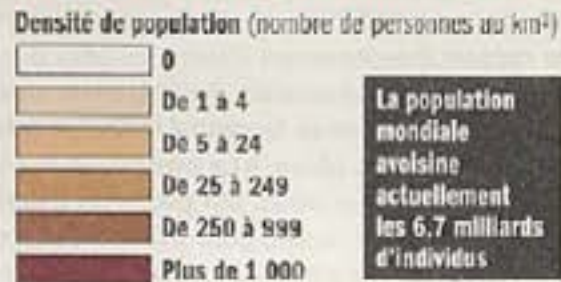 Densité de population (nombre de personnes au km²)
0
De 1 à 4
De 5 à 24
De 25 à 249
De 250 à 999
Plus de 1 000
La population
mondiale
avoisine
actuellement
les 6.7 milliards
d'individus